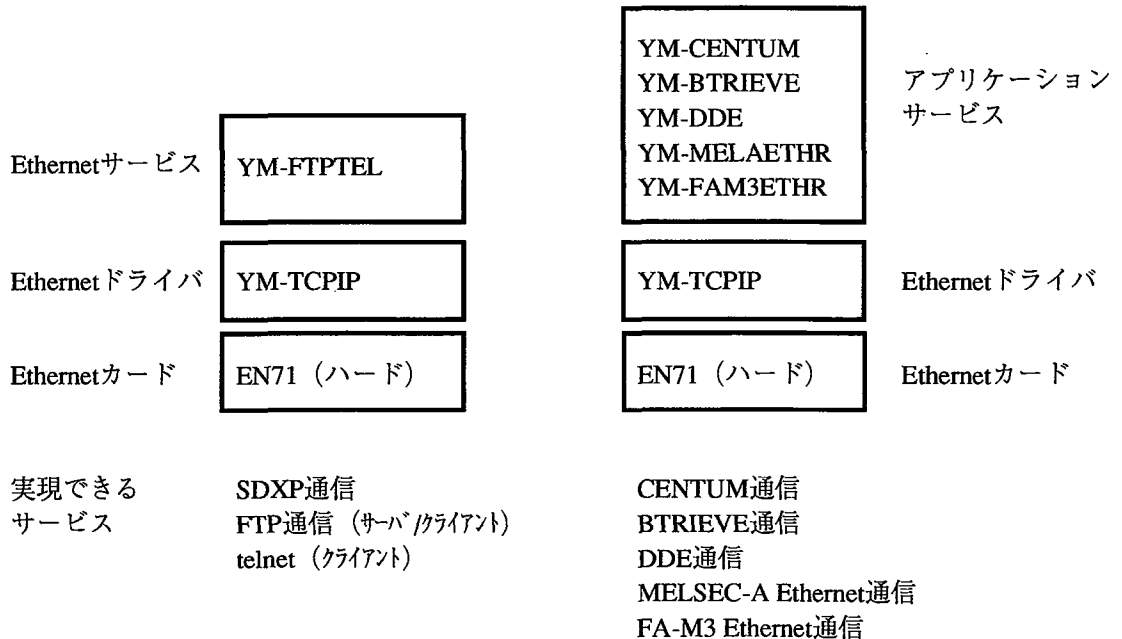 YM-CENTUM
YM-BTRIEVE
YM-DDE
YM-MELAETHR
YM-FAM3ETHR
アプリケーション
サービス
Ethernetサービス
YM-FTPTEL
Ethernetドライバ
YM-TCPIP
YM-TCPIP
Ethernetドライバ
Ethernetカード
EN71（ハード）
EN71（ハード）
Ethernetカード
実現できる
サービス
SDXP通信
FTP通信（ｻｰﾊﾞ/ｸﾗｲｱﾝﾄ）
telnet（ｸﾗｲｱﾝﾄ）
CENTUM通信
BTRIEVE通信
DDE通信
MELSEC-A Ethernet通信
FA-M3 Ethernet通信